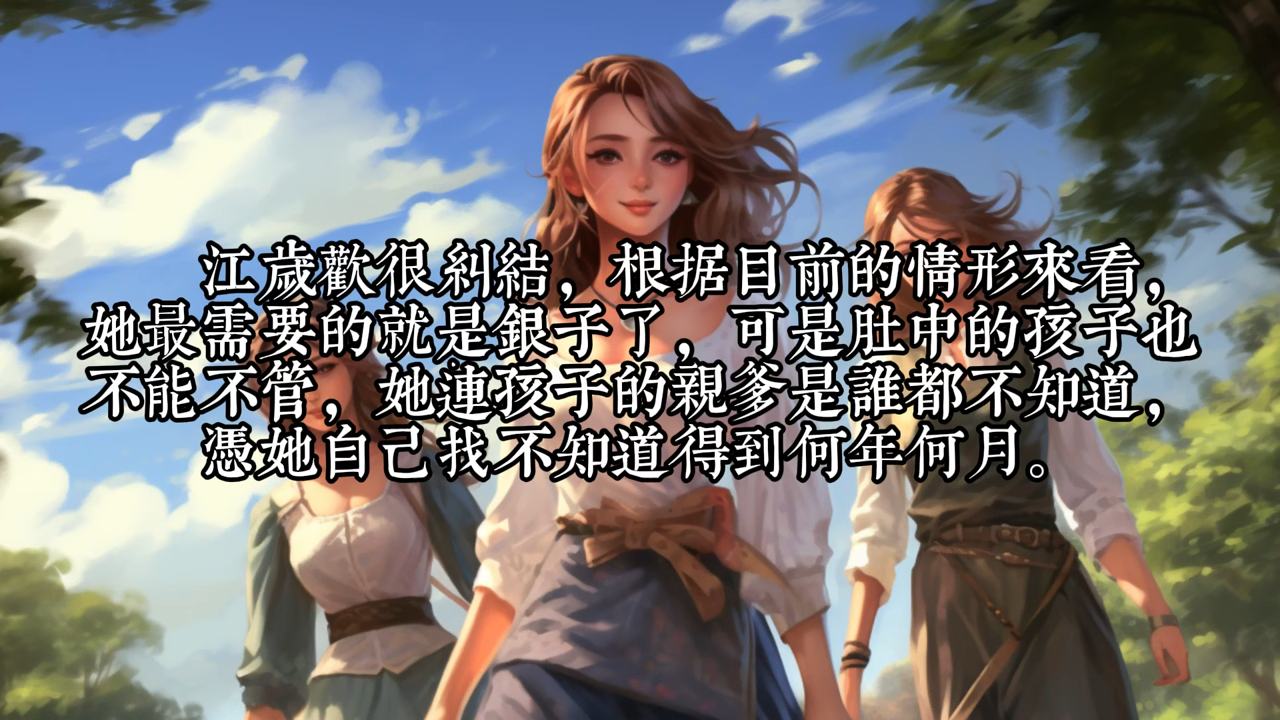 江歲歡很糾結，根据目前的情形來看，
她最需要的就是銀子了，可是肚中的孩子也
不能不管，她連孩子的親爹是誰都不知道，
憑她自己找不知道得到何年何月。